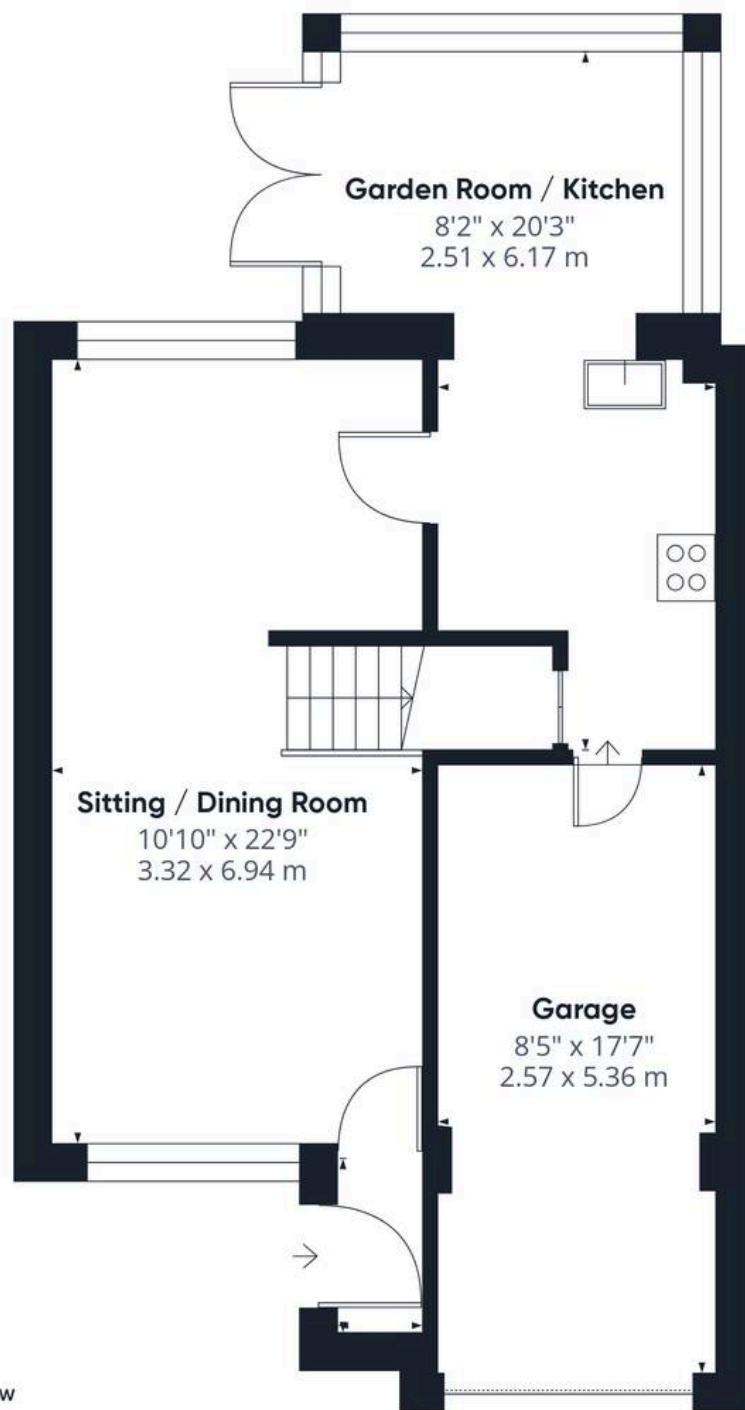 Garden Room / Kitchen
8'2" x 20'3"
2.51 x 6.17 m
Sitting / Dining Room
10'10" x 22'9"
3.32 x 6.94 m
Garage
8'5" x 17'7"
2.57 x 5.36 m